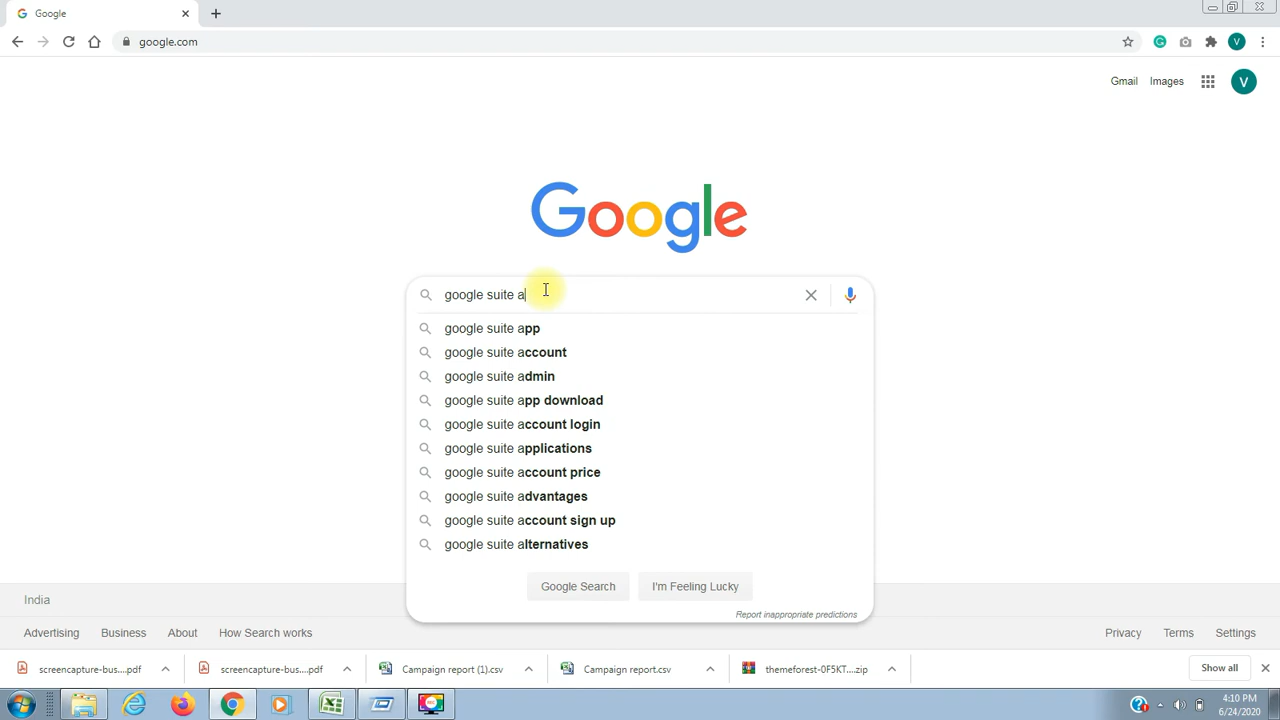 Google
google.com
V
Gmail
Images
V
Google
google suite a
google suite app
google suite account
google suite admin
google suite app download
google suite account login
google suite applications
google suite account price
google suite advantages
google suite account sign up
google suite alternatives
Google Search
I'm Feeling Lucky
Report inappropriate predictions
India
Advertising
Business
About
How Search works
Privacy
Terms
Settings
screencapture-bus....pdf
screencapture-bus....pdf
Campaign report (1).csv
Campaign report.csv
themeforest-0F5KT....zip
Show all
4:10 PM
6/24/2020